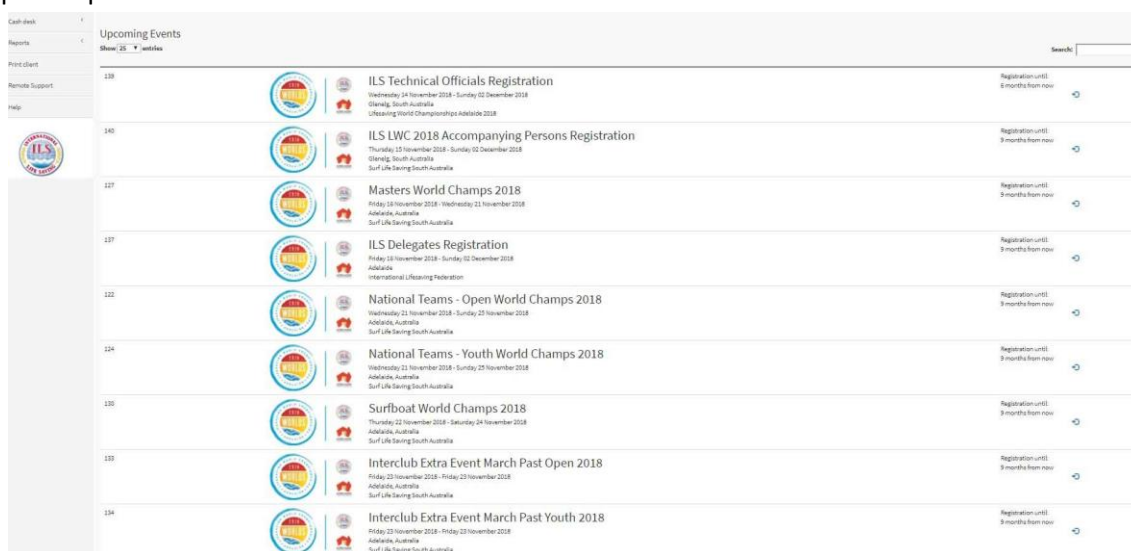 Cash desk
Reports
Print client
Remote Support
Help
INTERNATIONAL
ILS
LIFE SAVING
Upcoming Events
Show 25 entries
Search:
138
ILS Technical Officials Registration
Wednesday 14 November 2018 - Sunday 02 December 2018
Glenelg, South Australia
Lifesaving World Championships Adelaide 2018
Registration until:
6 months from now
140
ILS LWC 2018 Accompanying Persons Registration
Thursday 15 November 2018 - Sunday 02 December 2018
Glenelg, South Australia
Surf Life Saving South Australia
Registration until:
9 months from now
127
Masters World Champs 2018
Friday 16 November 2018 - Wednesday 21 November 2018
Adelaide, Australia
Surf Life Saving South Australia
Registration until:
9 months from now
137
ILS Delegates Registration
Friday 16 November 2018 - Sunday 02 December 2018
Adelaide
International Lifesaving Federation
Registration until:
9 months from now
122
National Teams - Open World Champs 2018
Wednesday 21 November 2018 - Sunday 25 November 2018
Adelaide, Australia
Surf Life Saving South Australia
Registration until:
9 months from now
124
National Teams - Youth World Champs 2018
Wednesday 21 November 2018 - Sunday 25 November 2018
Adelaide, Australia
Surf Life Saving South Australia
Registration until:
9 months from now
Surfboat World Champs 2018
Thursday 22 November 2018 - Saturday 24 November 2018
Adelaide, Australia
Surf Life Saving South Australia
Registration until:
9 months from now
133
Interclub Extra Event March Past Open 2018
Friday 23 November 2018 - Friday 23 November 2018
Adelaide, Australia
Surf Life Saving South Australia
Registration until:
9 months from now
134
Interclub Extra Event March Past Youth 2018
Friday 23 November 2018 - Friday 23 November 2018
Adelaide, Australia
Surf Life Saving South Australia
Registration until:
9 months from now